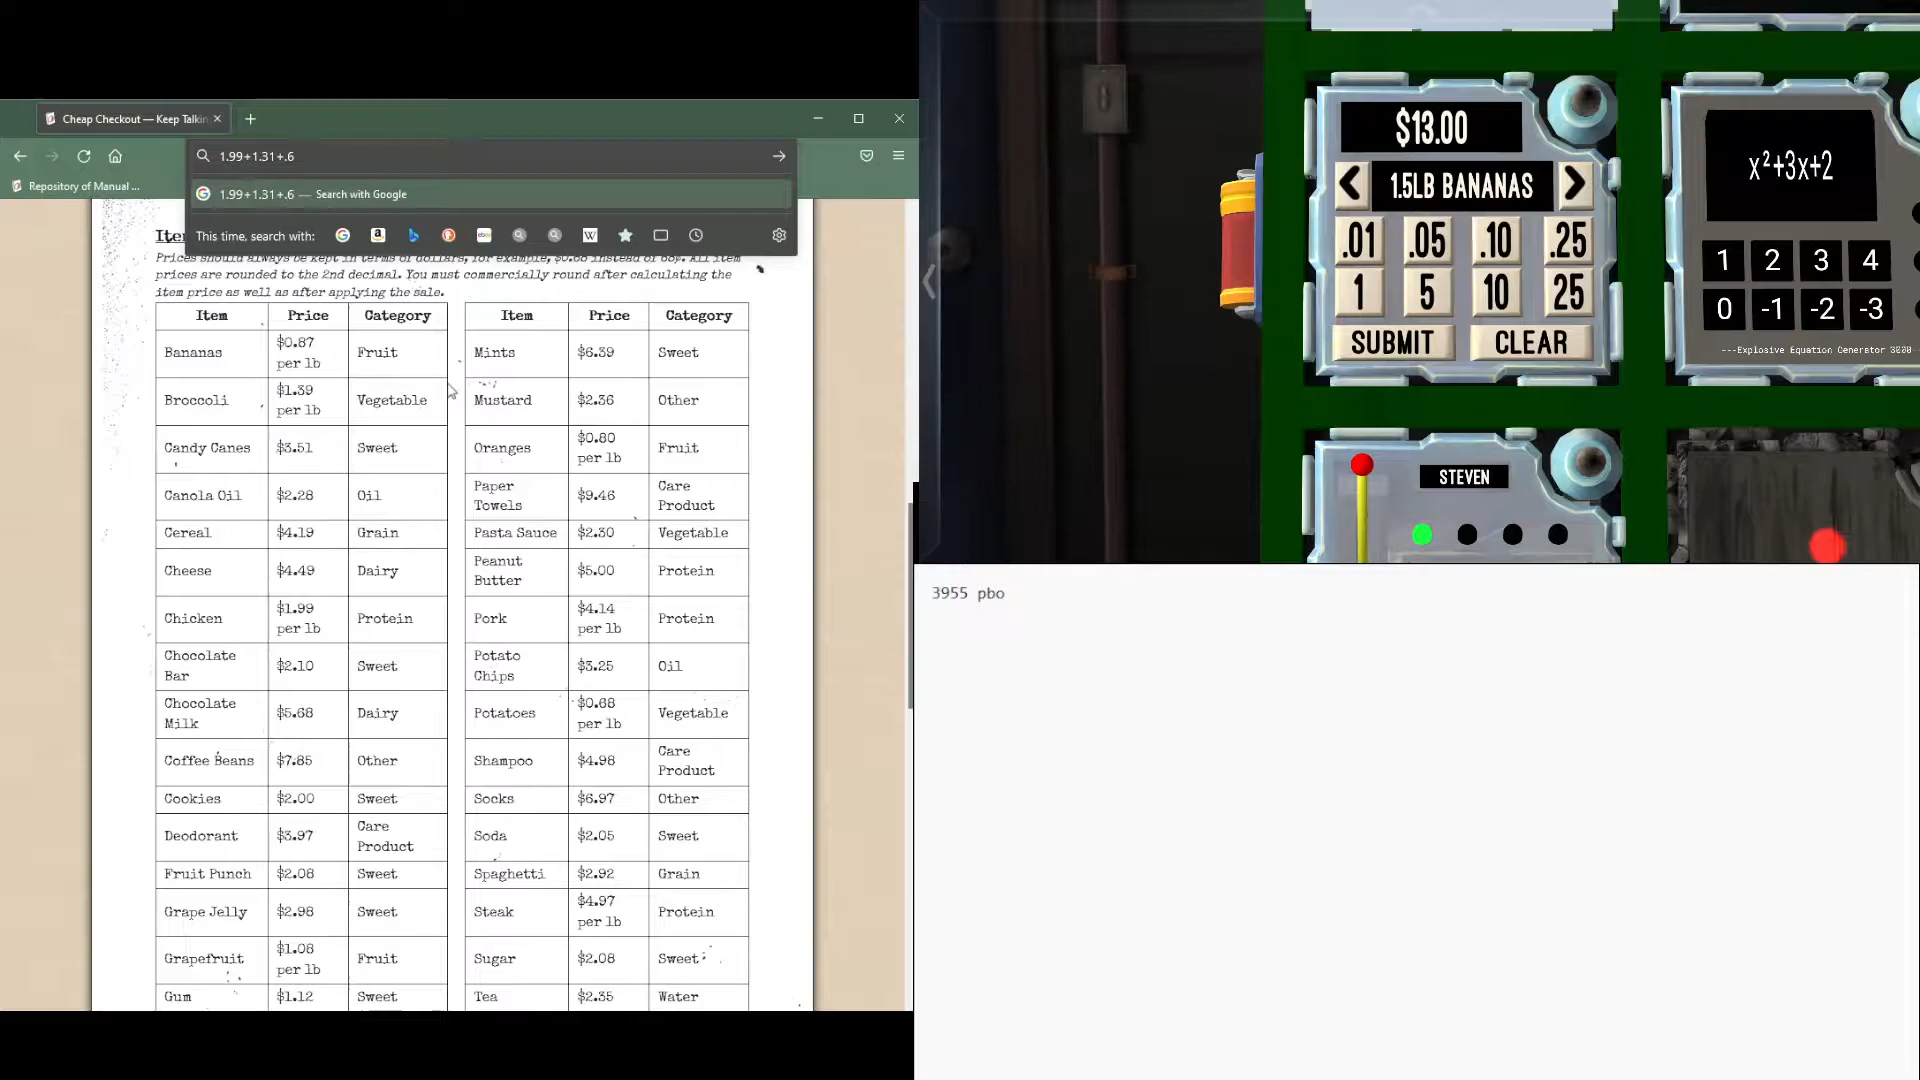 Cheap Checkout — Keep Talkin
1.99+1.31+.6
Repository of Manual ...
1.99+1.31+.6 — Search with Google
This time, search with:
prices are rounded to the 2nd decimal. You must commercially round after calculating the
item price as well as after applying the sale.
Item Price Category Item Price Category
Bananas $0.87 per lb Fruit Mints $6.39 Sweet
Broccoli $1.39 per lb Vegetable Mustard $2.36 Other
Candy Canes $3.51 Sweet Oranges $0.80 per lb Fruit
Canola Oil $2.28 Oil Paper Towels $9.46 Care Product
Cereal $4.19 Grain Pasta Sauce $2.30 Vegetable
Cheese $4.49 Dairy Peanut Butter $5.00 Protein
Chicken $1.99 per lb Protein Pork $4.14 per lb Protein
Chocolate Bar $2.10 Sweet Potato Chips $3.25 Oil
Chocolate Milk $5.68 Dairy Potatoes $0.68 per lb Vegetable
Coffee Beans $7.85 Other Shampoo $4.98 Care Product
Cookies $2.00 Sweet Socks $6.97 Other
Deodorant $3.97 Care Product Soda $2.05 Sweet
Fruit Punch $2.08 Sweet Spaghetti $2.92 Grain
Grape Jelly $2.98 Sweet Steak $4.97 per lb Protein
Grapefruit $1.08 per lb Fruit Sugar $2.08 Sweet
Gum $1.12 Sweet Tea $2.35 Water
$13.00
1.5LB BANANAS
.01 .05 .10 .25
1 5 10 25
SUBMIT CLEAR
x²+3x+2
1 2 3 4
0 -1 -2 -3
---Explosive Equation Generator 3000--
STEVEN
3955 pbo